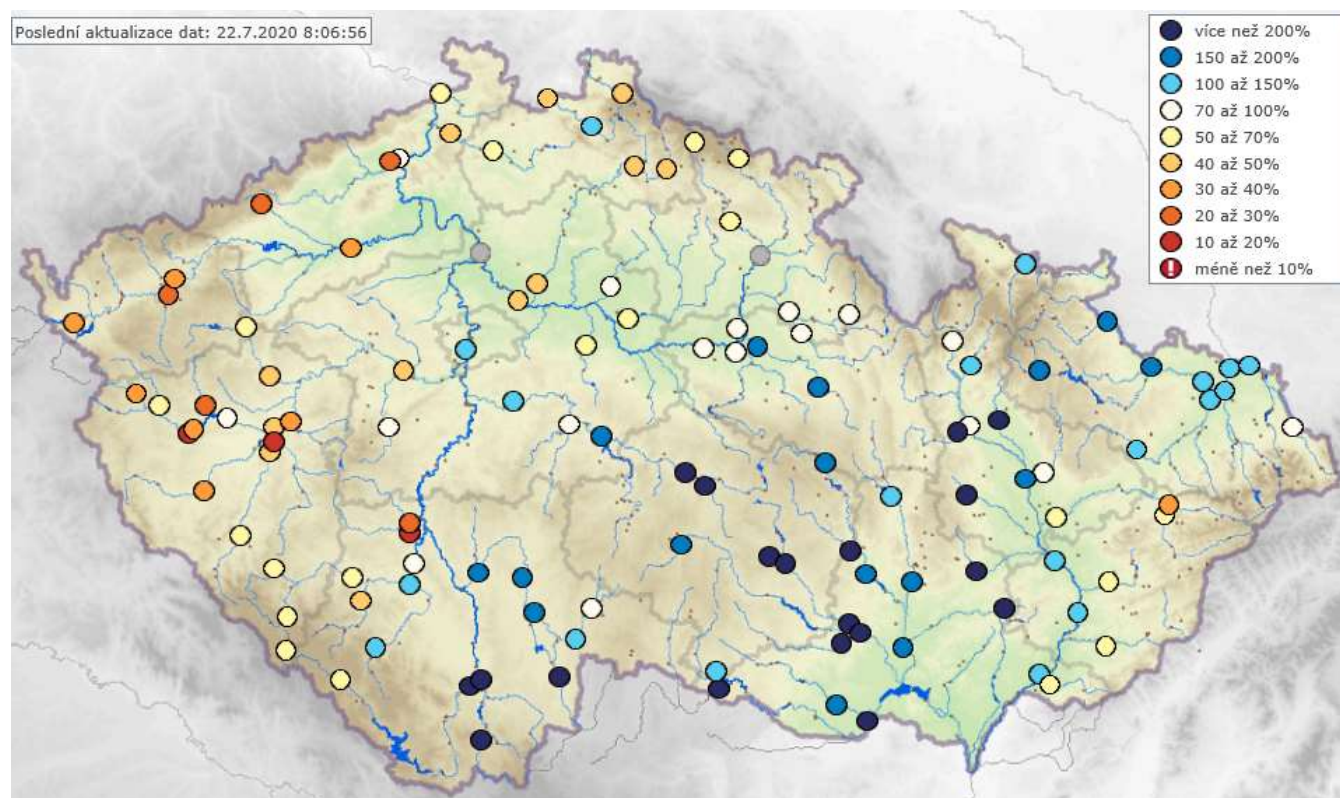 Poslední aktualizace dat: 22.7.2020 8:06:56
více než 200%
150 až 200%
100 až 150%
70 až 100%
50 až 70%
40 až 50%
30 až 40%
20 až 30%
10 až 20%
! méně než 10%